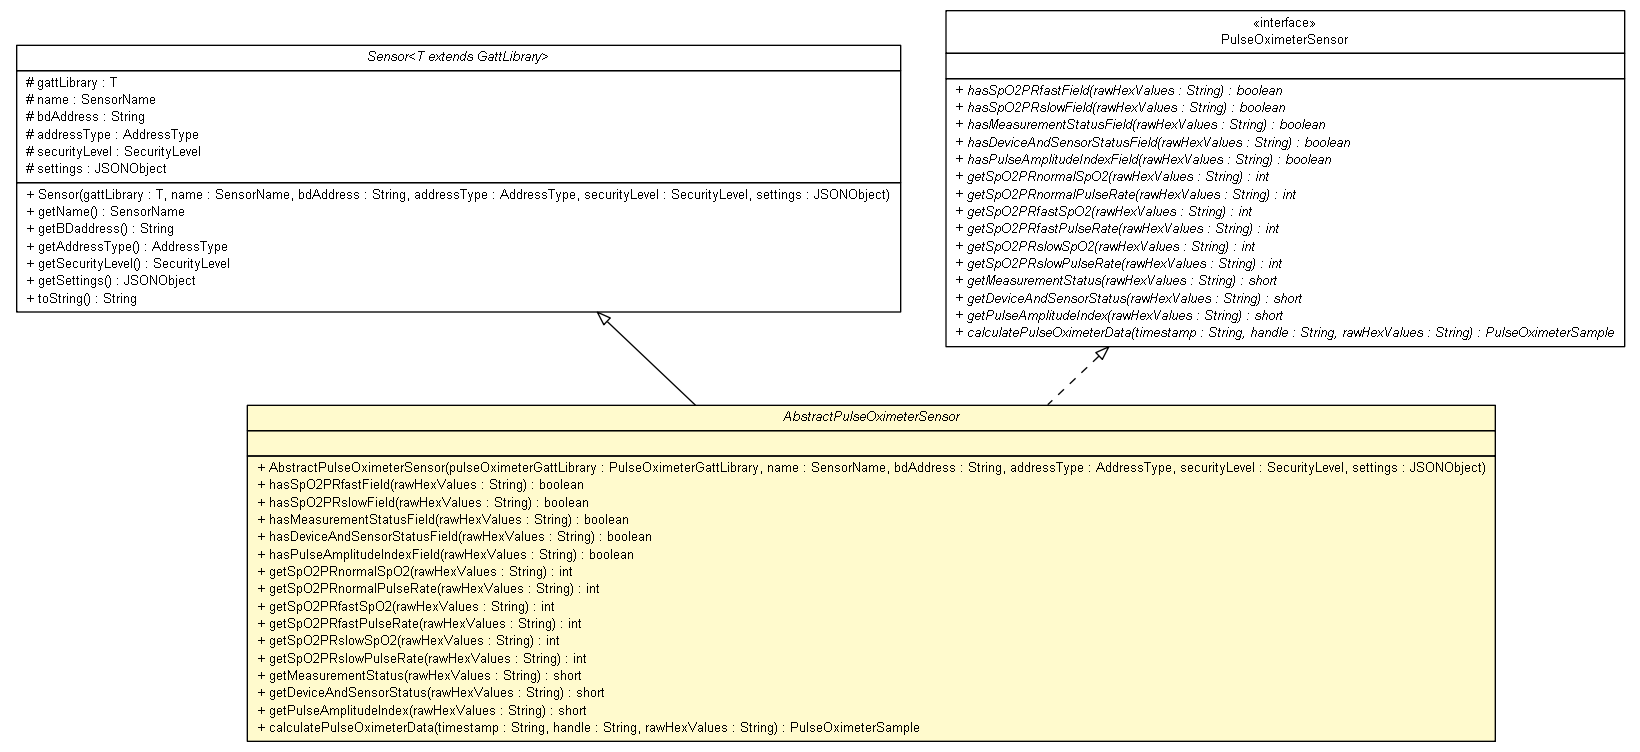 Sensor<T extends GattLibrary>
# gattLibrary : T
# name : SensorName
# bdAddress : String
# addressType : AddressType
# securityLevel : SecurityLevel
# settings : JSONObject
+ Sensor(gattLibrary : T, name : SensorName, bdAddress : String, addressType : AddressType, securityLevel : SecurityLevel, settings : JSONObject)
+ getName() : SensorName
+ getBDaddress() : String
+ getAddressType() : AddressType
+ getSecurityLevel() : SecurityLevel
+ getSettings() : JSONObject
+ toString() : String
«interface»
PulseOximeterSensor
+ hasSpO2PRfastField(rawHexValues : String) : boolean
+ hasSpO2PRslowField(rawHexValues : String) : boolean
+ hasMeasurementStatusField(rawHexValues : String) : boolean
+ hasDeviceAndSensorStatusField(rawHexValues : String) : boolean
+ hasPulseAmplitudeIndexField(rawHexValues : String) : boolean
+ getSpO2PRnormalSpO2(rawHexValues : String) : int
+ getSpO2PRnormalPulseRate(rawHexValues : String) : int
+ getSpO2PRfastSpO2(rawHexValues : String) : int
+ getSpO2PRfastPulseRate(rawHexValues : String) : int
+ getSpO2PRslowSpO2(rawHexValues : String) : int
+ getSpO2PRslowPulseRate(rawHexValues : String) : int
+ getMeasurementStatus(rawHexValues : String) : short
+ getDeviceAndSensorStatus(rawHexValues : String) : short
+ getPulseAmplitudeIndex(rawHexValues : String) : short
+ calculatePulseOximeterData(timestamp : String, handle : String, rawHexValues : String) : PulseOximeterSample
AbstractPulseOximeterSensor
+ AbstractPulseOximeterSensor(pulseOximeterGattLibrary : PulseOximeterGattLibrary, name : SensorName, bdAddress : String, addressType : AddressType, securityLevel : SecurityLevel, settings : JSONObject)
+ hasSpO2PRfastField(rawHexValues : String) : boolean
+ hasSpO2PRslowField(rawHexValues : String) : boolean
+ hasMeasurementStatusField(rawHexValues : String) : boolean
+ hasDeviceAndSensorStatusField(rawHexValues : String) : boolean
+ hasPulseAmplitudeIndexField(rawHexValues : String) : boolean
+ getSpO2PRnormalSpO2(rawHexValues : String) : int
+ getSpO2PRnormalPulseRate(rawHexValues : String) : int
+ getSpO2PRfastSpO2(rawHexValues : String) : int
+ getSpO2PRfastPulseRate(rawHexValues : String) : int
+ getSpO2PRslowSpO2(rawHexValues : String) : int
+ getSpO2PRslowPulseRate(rawHexValues : String) : int
+ getMeasurementStatus(rawHexValues : String) : short
+ getDeviceAndSensorStatus(rawHexValues : String) : short
+ getPulseAmplitudeIndex(rawHexValues : String) : short
+ calculatePulseOximeterData(timestamp : String, handle : String, rawHexValues : String) : PulseOximeterSample